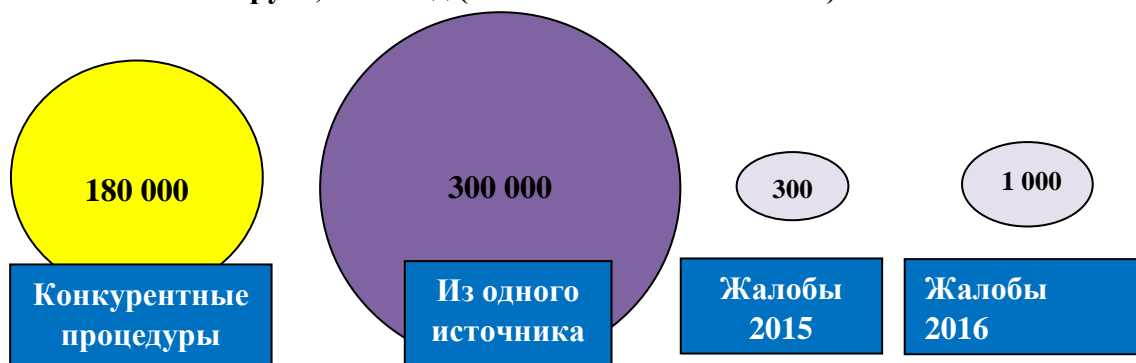 180 000
300 000
300
1 000
Конкурентные
процедуры
Из одного
источника
Жалобы
2015
Жалобы
2016